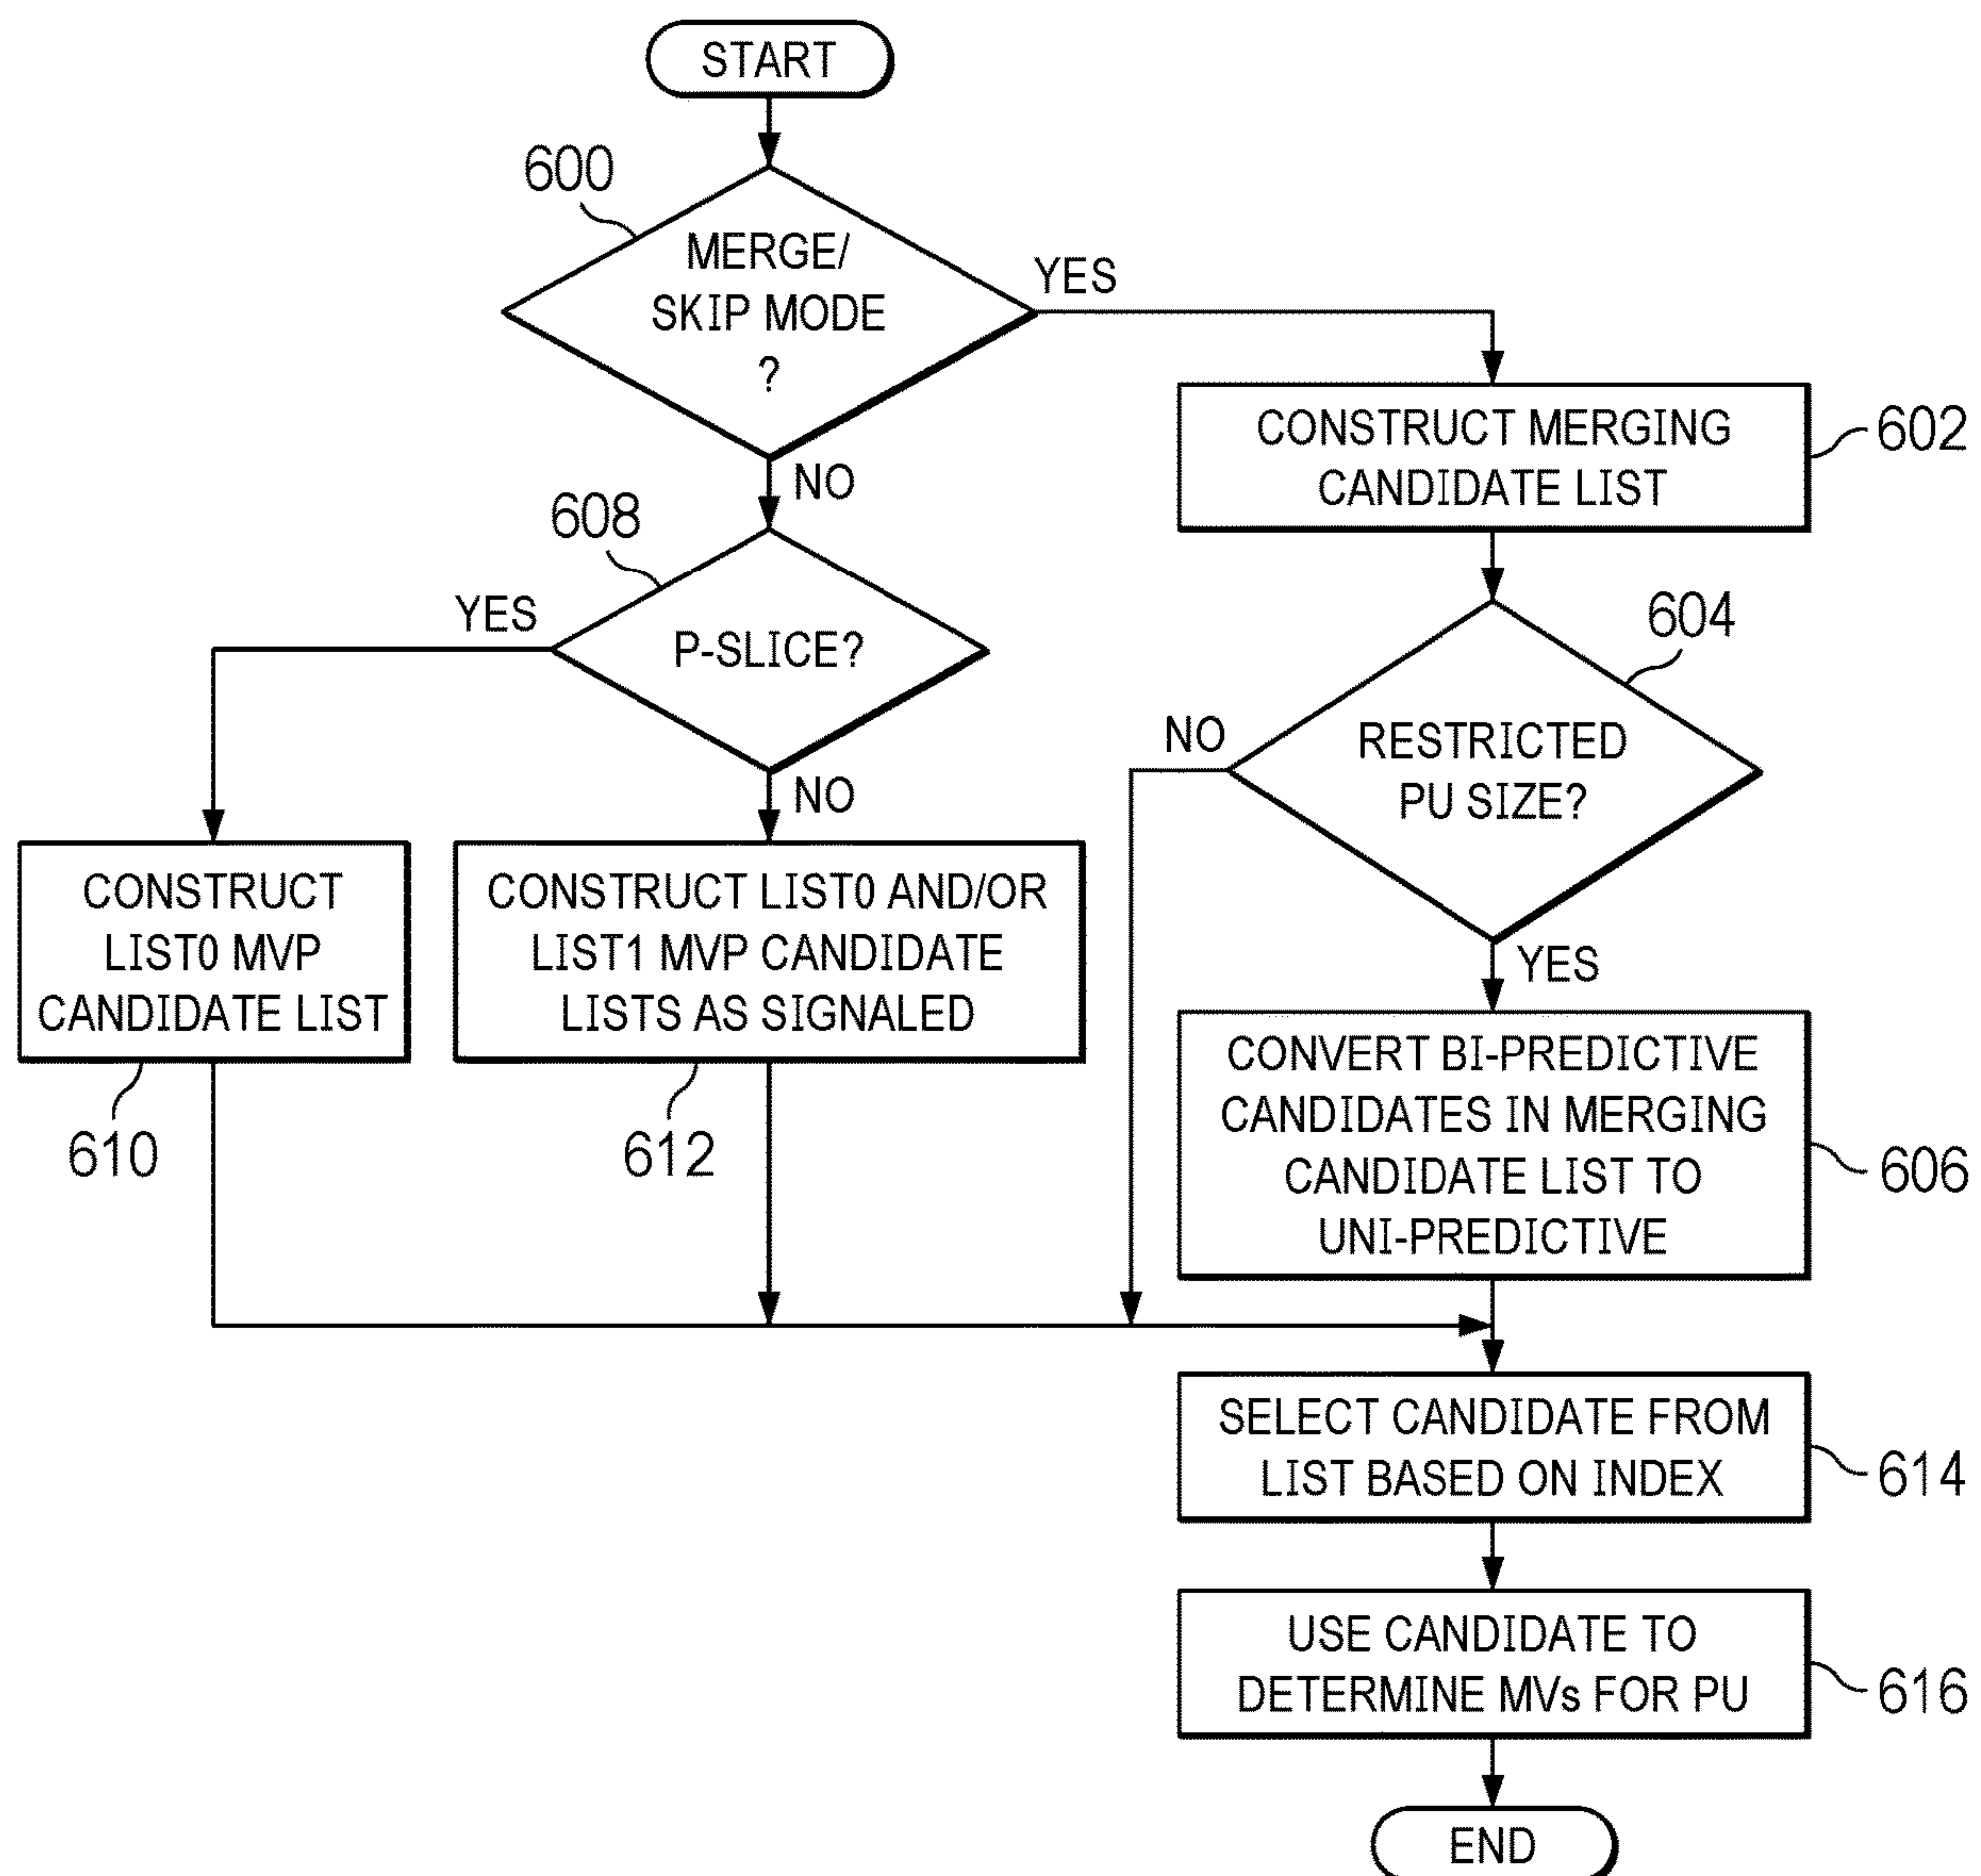 START
600
MERGE/
SKIP MODE
?
YES
NO
CONSTRUCT MERGING
CANDIDATE LIST
602
608
P-SLICE?
YES
NO
604
RESTRICTED
PU SIZE?
NO
YES
CONSTRUCT
LIST0 MVP
CANDIDATE LIST
610
CONSTRUCT LIST0 AND/OR
LIST1 MVP CANDIDATE
LISTS AS SIGNALED
612
CONVERT BI-PREDICTIVE
CANDIDATES IN MERGING
CANDIDATE LIST TO
UNI-PREDICTIVE
606
SELECT CANDIDATE FROM
LIST BASED ON INDEX
614
USE CANDIDATE TO
DETERMINE MVs FOR PU
616
END